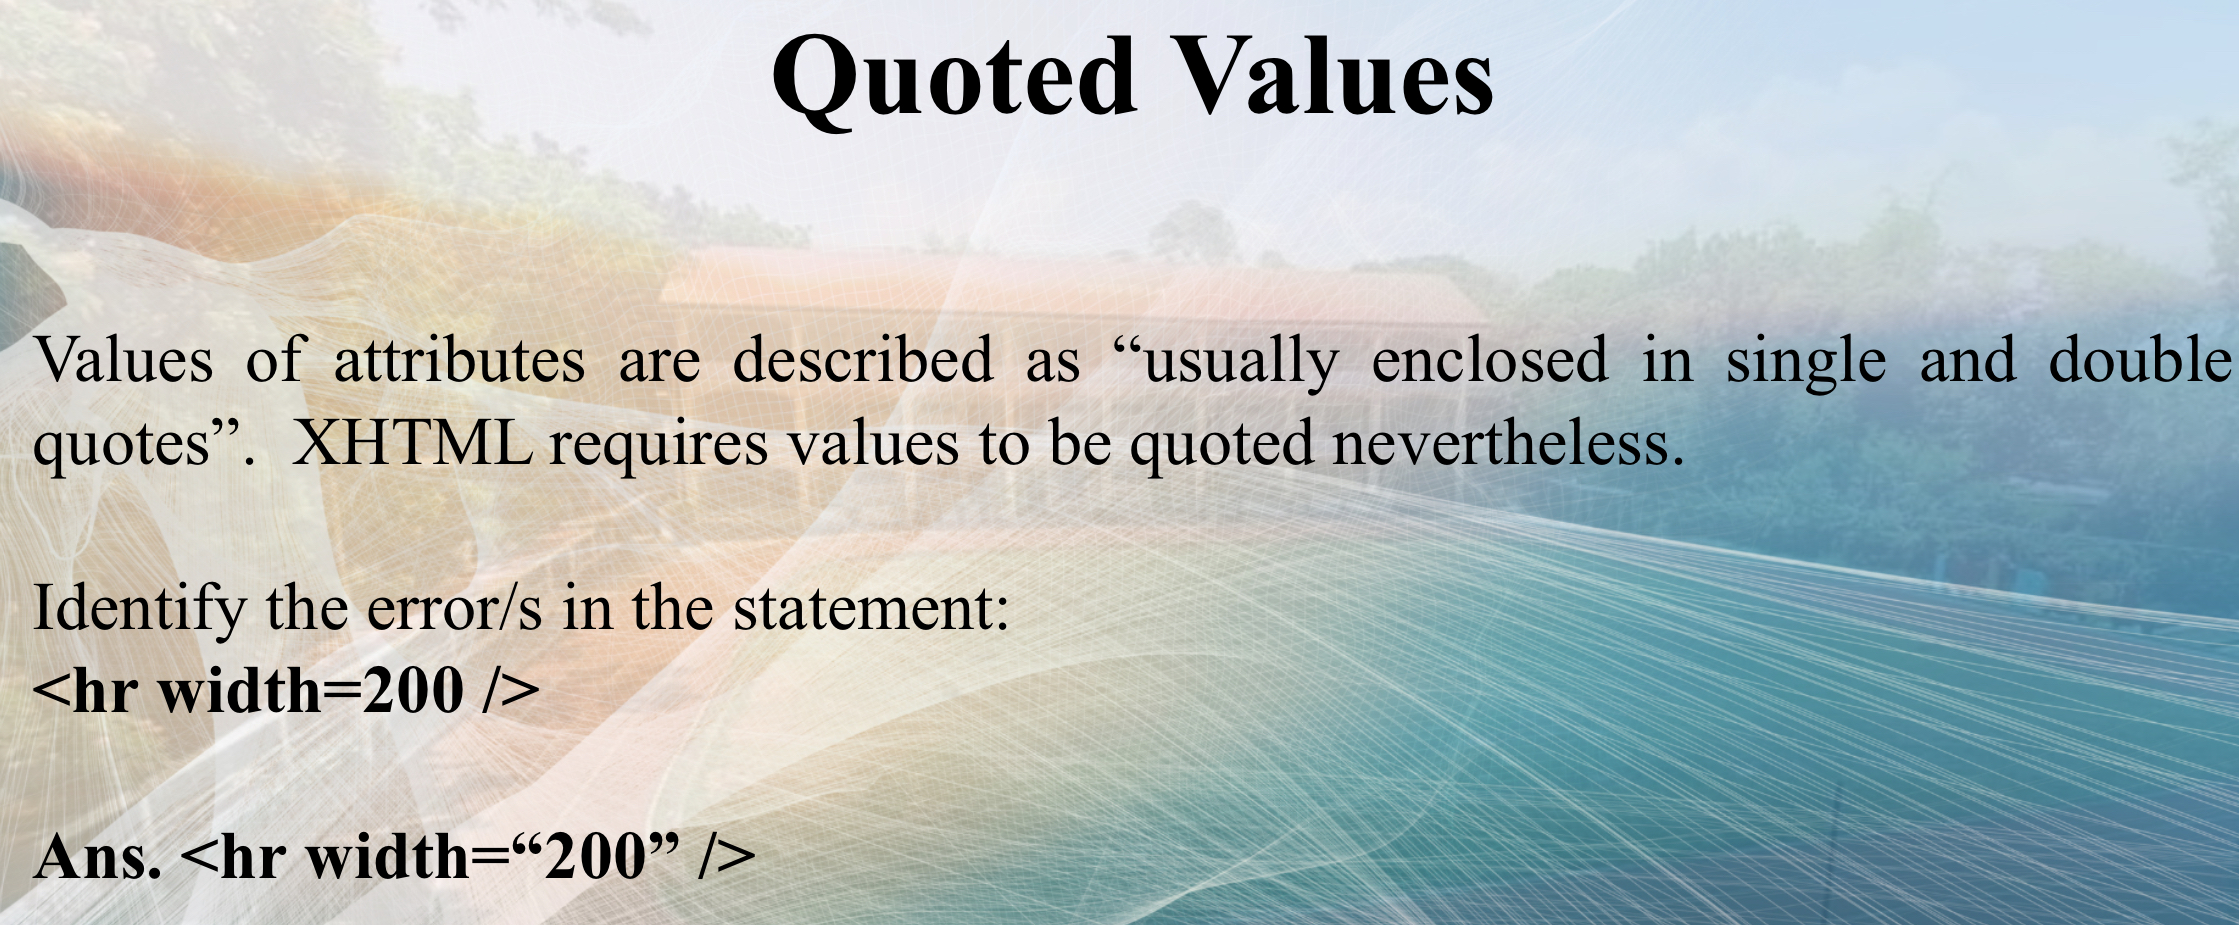 Quoted Values
Values of attributes are described as “usually enclosed in single and double
quotes”. XHTML requires values to be quoted nevertheless.
Identify the error/s in the statement:
<hr width=200 />
Ans. <hr width=“200” />